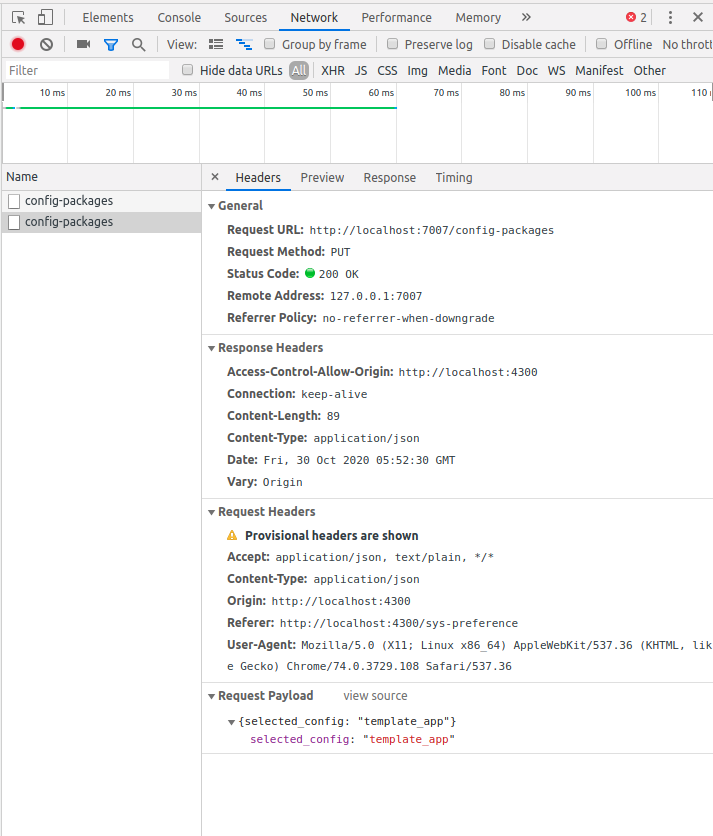 Elements Console Sources Network Performance Memory » 2
View: Group by frame Preserve log Disable cache Offline No thrott
Filter Hide data URLs All XHR JS CSS Img Media Font Doc WS Manifest Other
10 ms 20 ms 30 ms 40 ms 50 ms 60 ms 70 ms 80 ms 90 ms 100 ms 110
Name × Headers Preview Response Timing
config-packages
config-packages
General
Request URL: http://localhost:7007/config-packages
Request Method: PUT
Status Code: 200 OK
Remote Address: 127.0.0.1:7007
Referrer Policy: no-referrer-when-downgrade
Response Headers
Access-Control-Allow-Origin: http://localhost:4300
Connection: keep-alive
Content-Length: 89
Content-Type: application/json
Date: Fri, 30 Oct 2020 05:52:30 GMT
Vary: Origin
Request Headers
Provisional headers are shown
Accept: application/json, text/plain, */*
Content-Type: application/json
Origin: http://localhost:4300
Referer: http://localhost:4300/sys-preference
User-Agent: Mozilla/5.0 (X11; Linux x86_64) AppleWebKit/537.36 (KHTML, lik
e Gecko) Chrome/74.0.3729.108 Safari/537.36
Request Payload view source
{selected_config: "template_app"}
selected_config: "template_app"